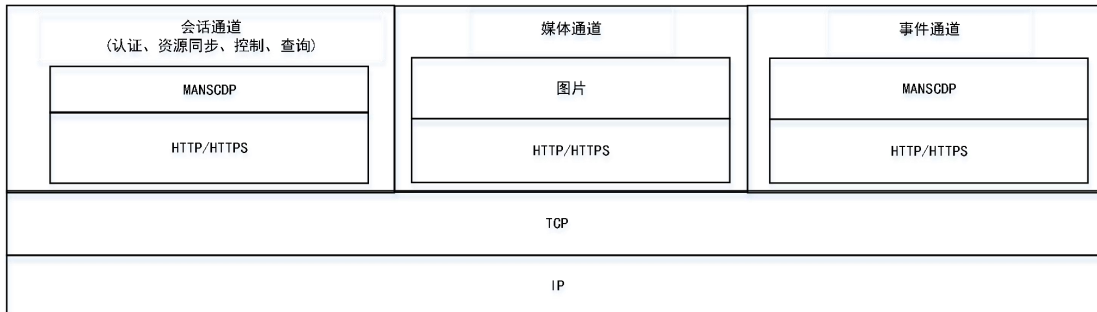 会话通道
(认证、资源同步、控制、查询)
MANSCDP
HTTP/HTTPS
媒体通道
图片
HTTP/HTTPS
事件通道
MANSCDP
HTTP/HTTPS
TCP
IP